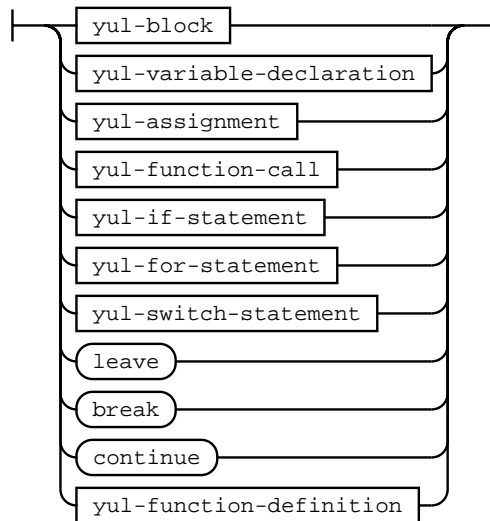 yul-block
yul-variable-declaration
yul-assignment
yul-function-call
yul-if-statement
yul-for-statement
yul-switch-statement
leave
break
continue
yul-function-definition